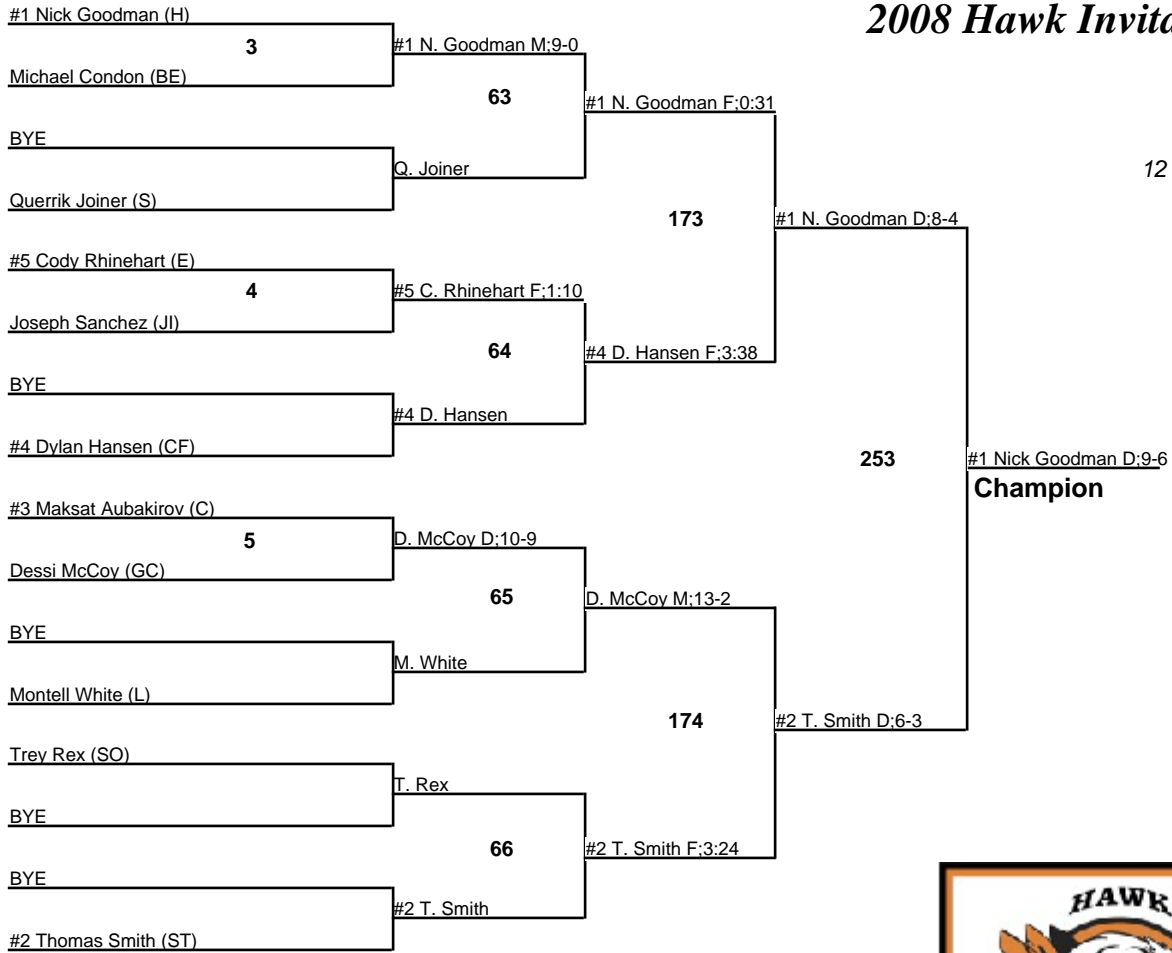 2008 Hawk Invita
12
#1 Nick Goodman (H)
3
Michael Condon (BE)
#1 N. Goodman M;9-0
63
BYE
Querrik Joiner (S)
Q. Joiner
#1 N. Goodman F;0:31
173
#5 Cody Rhinehart (E)
4
Joseph Sanchez (JI)
#5 C. Rhinehart F;1:10
64
BYE
#4 Dylan Hansen (CF)
#4 D. Hansen
#4 D. Hansen F;3:38
#1 N. Goodman D;8-4
253
#1 Nick Goodman D;9-6
Champion
#3 Maksat Aubakirov (C)
5
Dessi McCoy (GC)
D. McCoy D;10-9
65
BYE
Montell White (L)
M. White
D. McCoy M;13-2
174
Trey Rex (SO)
BYE
T. Rex
66
BYE
#2 Thomas Smith (ST)
#2 T. Smith
#2 T. Smith F;3:24
#2 T. Smith D;6-3
HAWK